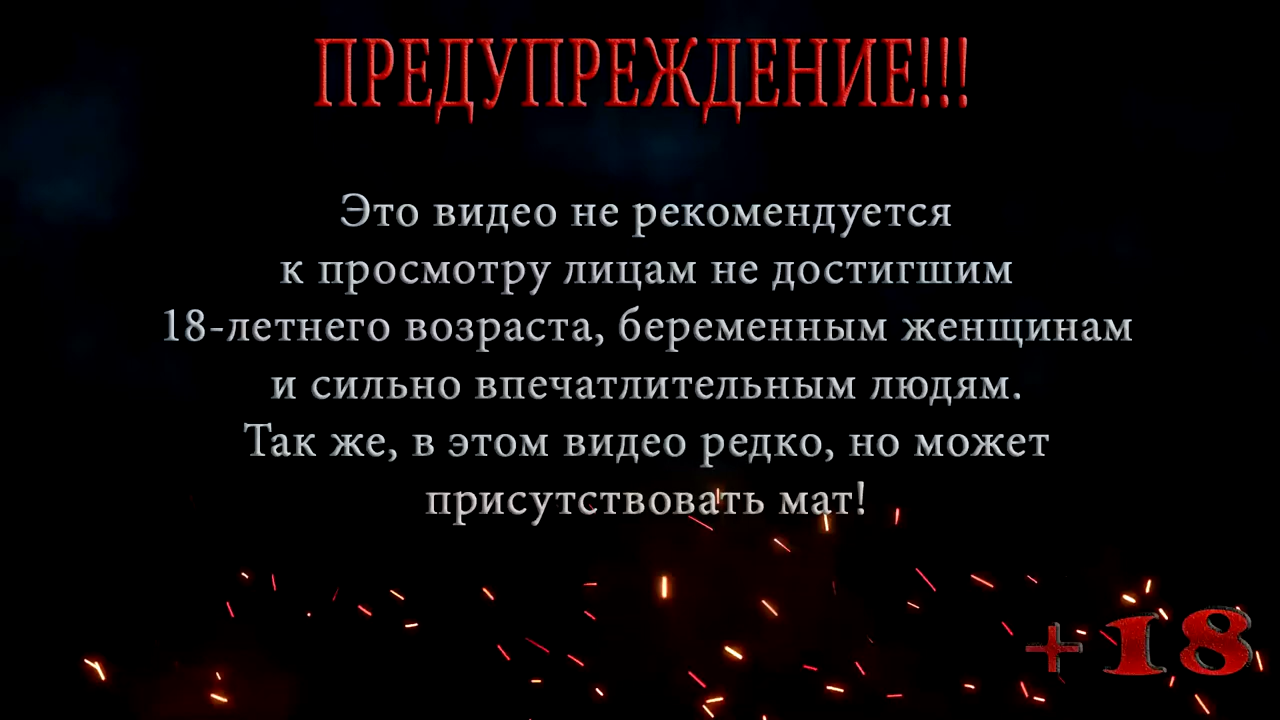 ПРЕДУПРЕЖДЕНИЕ!!!
Это видео не рекомендуется
к просмотру лицам не достигшим
18-летнего возраста, беременным женщинам
и сильно впечатлительным людям.
Так же, в этом видео редко, но может
присутствовать мат!
+18